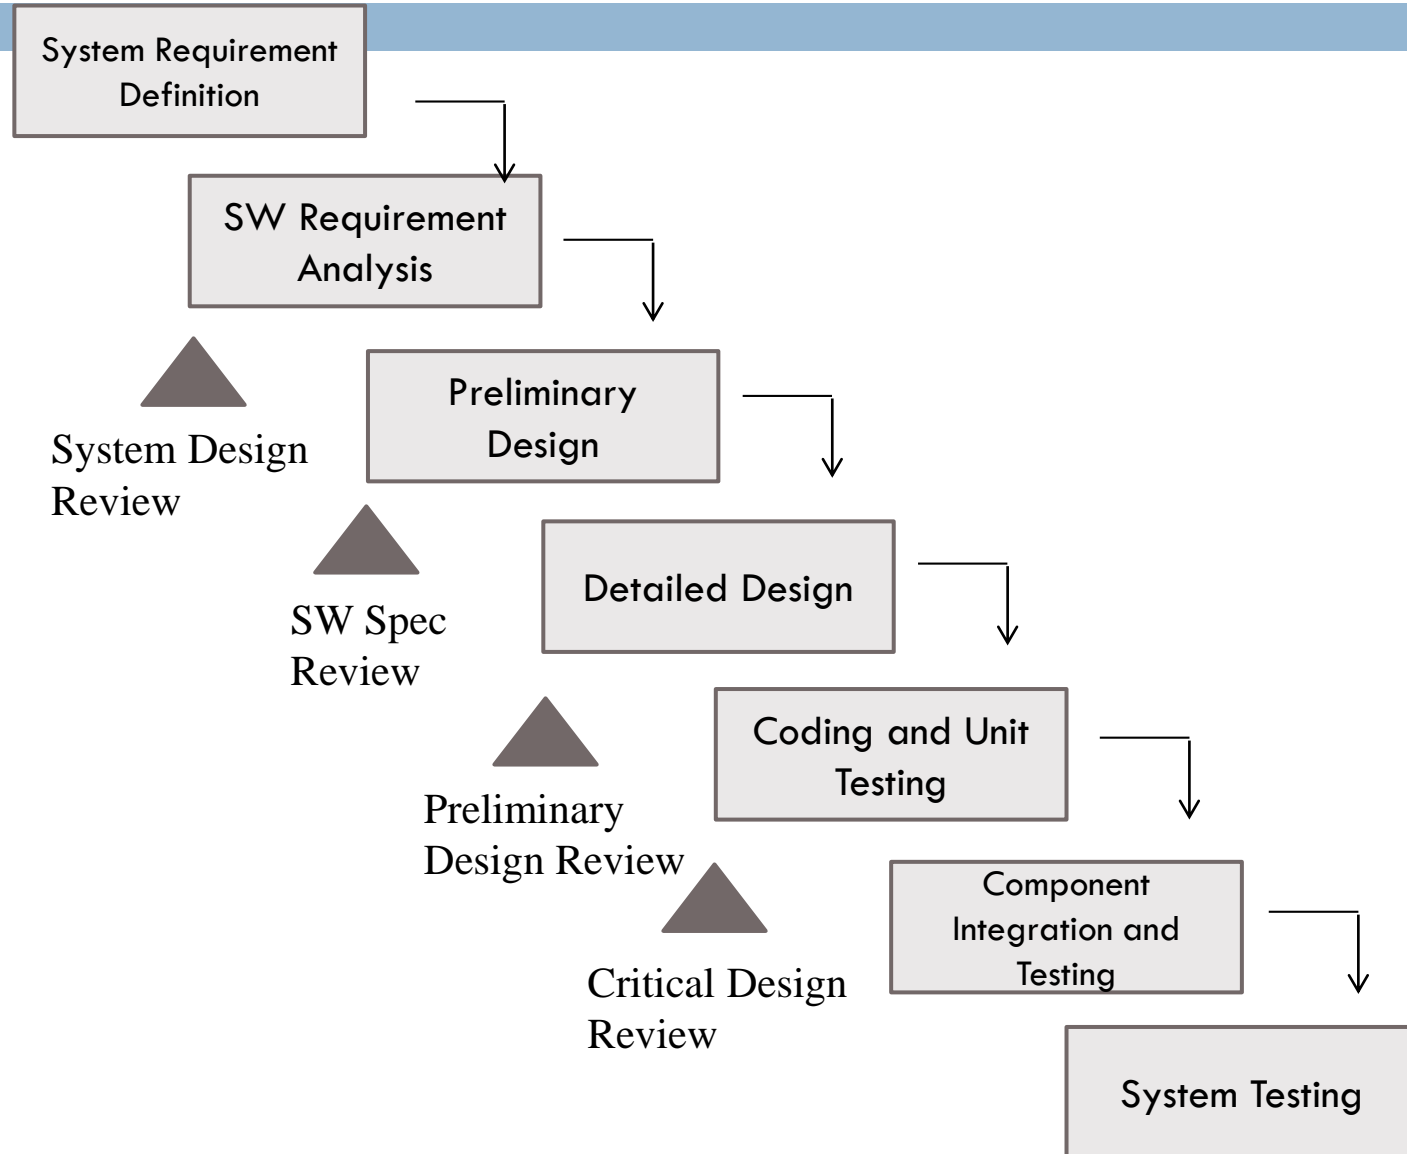 System Requirement
Definition
SW Requirement
Analysis
Preliminary
Design
System Design
Review
Detailed Design
SW Spec
Review
Coding and Unit
Testing
Preliminary
Design Review
Component
Integration and
Testing
Critical Design
Review
System Testing